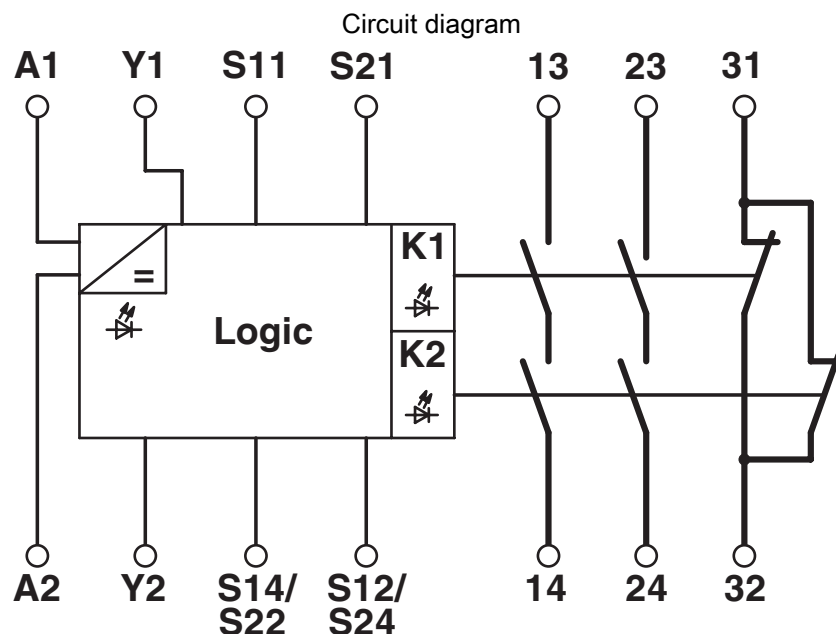 Circuit diagram
A1 Y1 S11 S21 13 23 31
K1
=
Logic
K2
A2 Y2 S14/ S12/ 14 24 32
S22 S24